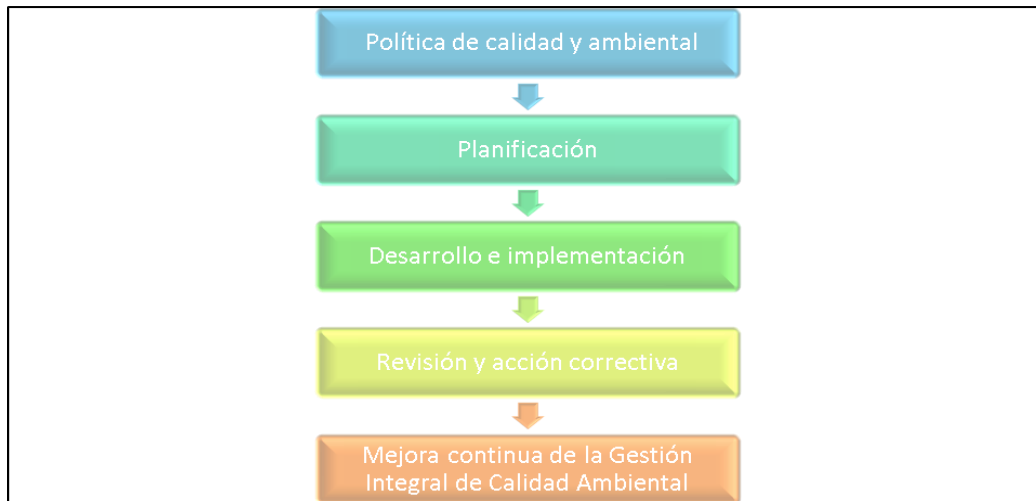 Política de calidad y ambiental
Planificación
Desarrollo e implementación
Revisión y acción correctiva
Mejora continua de la Gestión
Integral de Calidad Ambiental